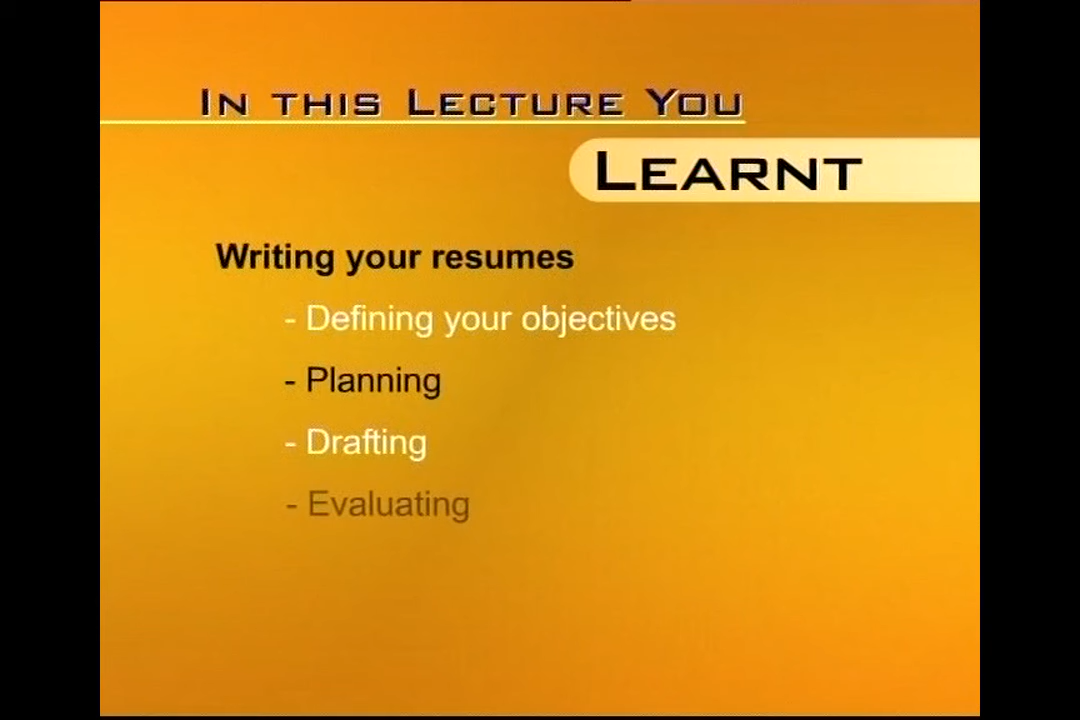 In this Lecture You
Learnt
Writing your resumes
- Defining your objectives
- Planning
- Drafting
- Evaluating